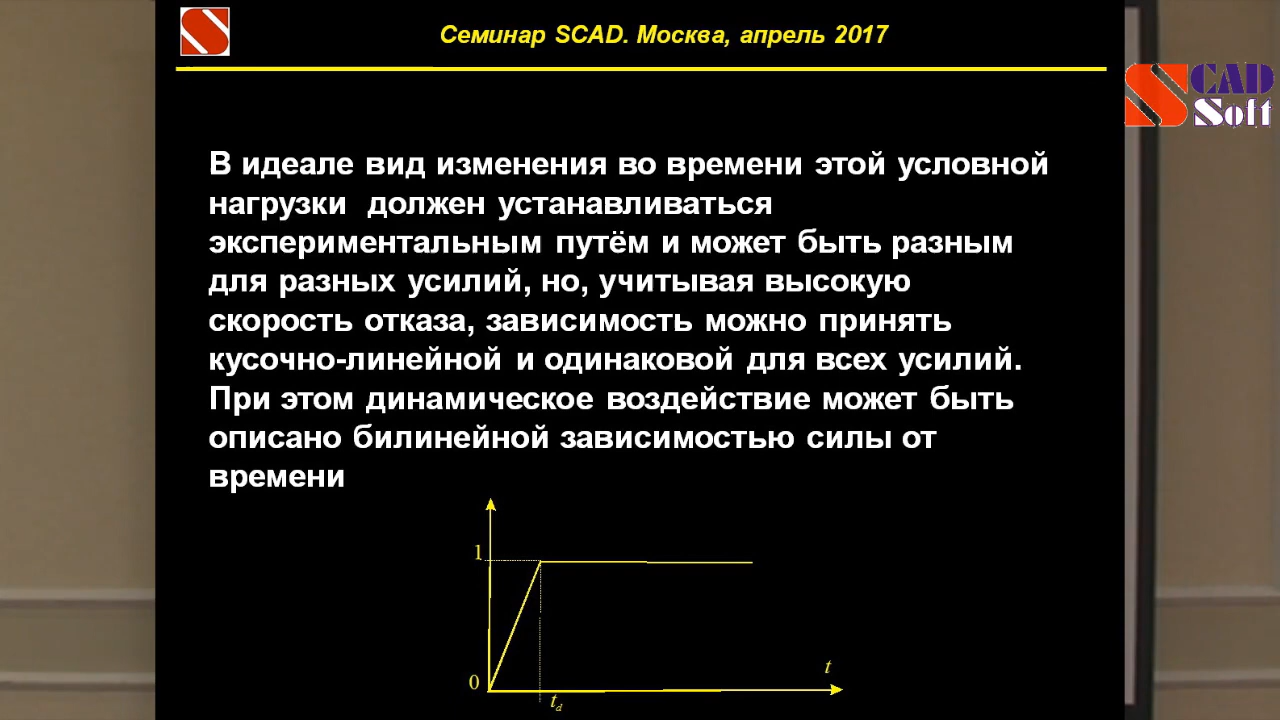 Семинар SCAD. Москва, апрель 2017
SCAD
Soft
В идеале вид изменения во времени этой условной
нагрузки должен устанавливаться
экспериментальным путём и может быть разным
для разных усилий, но, учитывая высокую
скорость отказа, зависимость можно принять
кусочно-линейной и одинаковой для всех усилий.
При этом динамическое воздействие может быть
описано билинейной зависимостью силы от
времени
1
0
t
td